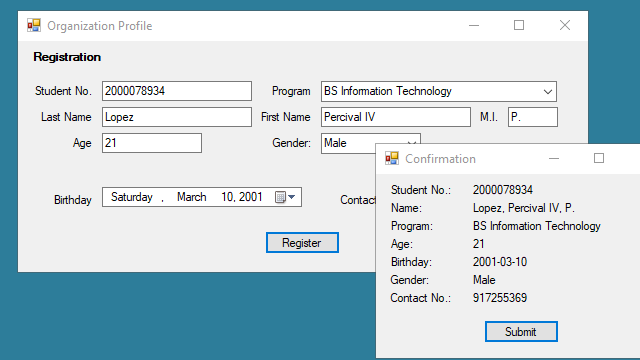 Organization Profile
Registration
Student No. 2000078934 Program BS Information Technology
Last Name Lopez First Name Percival IV M.I. P.
Age 21 Gender: Male
Birthday Saturday , March 10, 2001 Contact
Register
Confirmation
Student No.: 2000078934
Name: Lopez, Percival IV, P.
Program: BS Information Technology
Age: 21
Birthday: 2001-03-10
Gender: Male
Contact No.: 917255369
Submit